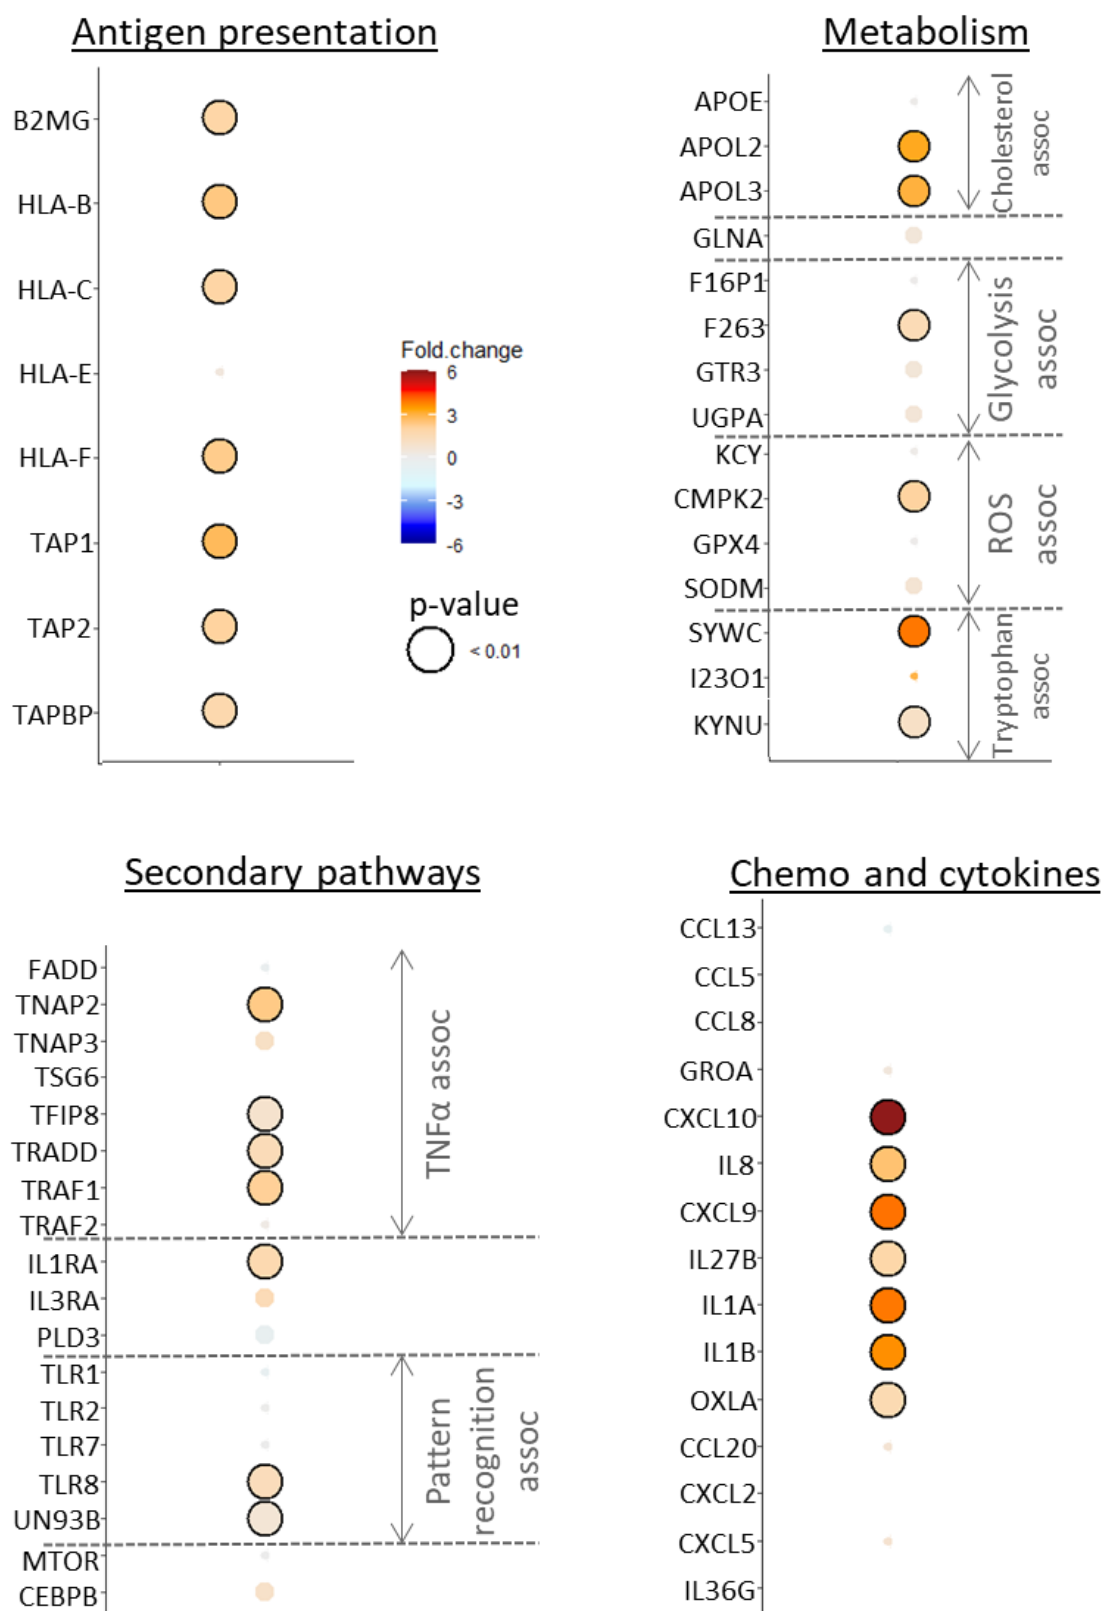 Antigen presentation
B2MG
HLA-B
HLA-C
HLA-E
HLA-F
TAP1
TAP2
TAPBP
Fold.change
6
3
0
-3
-6
p-value
< 0.01
Metabolism
APOE
APOL2
APOL3
GLNA
F16P1
F263
GTR3
UGPA
KCY
CMPK2
GPX4
SODM
SYWC
I23O1
KYNU
Cholesterol
assoc
Glycolysis
assoc
ROS
assoc
Tryptophan
assoc
Secondary pathways
FADD
TNAP2
TNAP3
TSG6
TFIP8
TRADD
TRAF1
TRAF2
IL1RA
IL3RA
PLD3
TLR1
TLR2
TLR7
TLR8
UN93B
MTOR
CEBPB
TNFα assoc
Pattern
recognition
assoc
Chemo and cytokines
CCL13
CCL5
CCL8
GROA
CXCL10
IL8
CXCL9
IL27B
IL1A
IL1B
OXLA
CCL20
CXCL2
CXCL5
IL36G